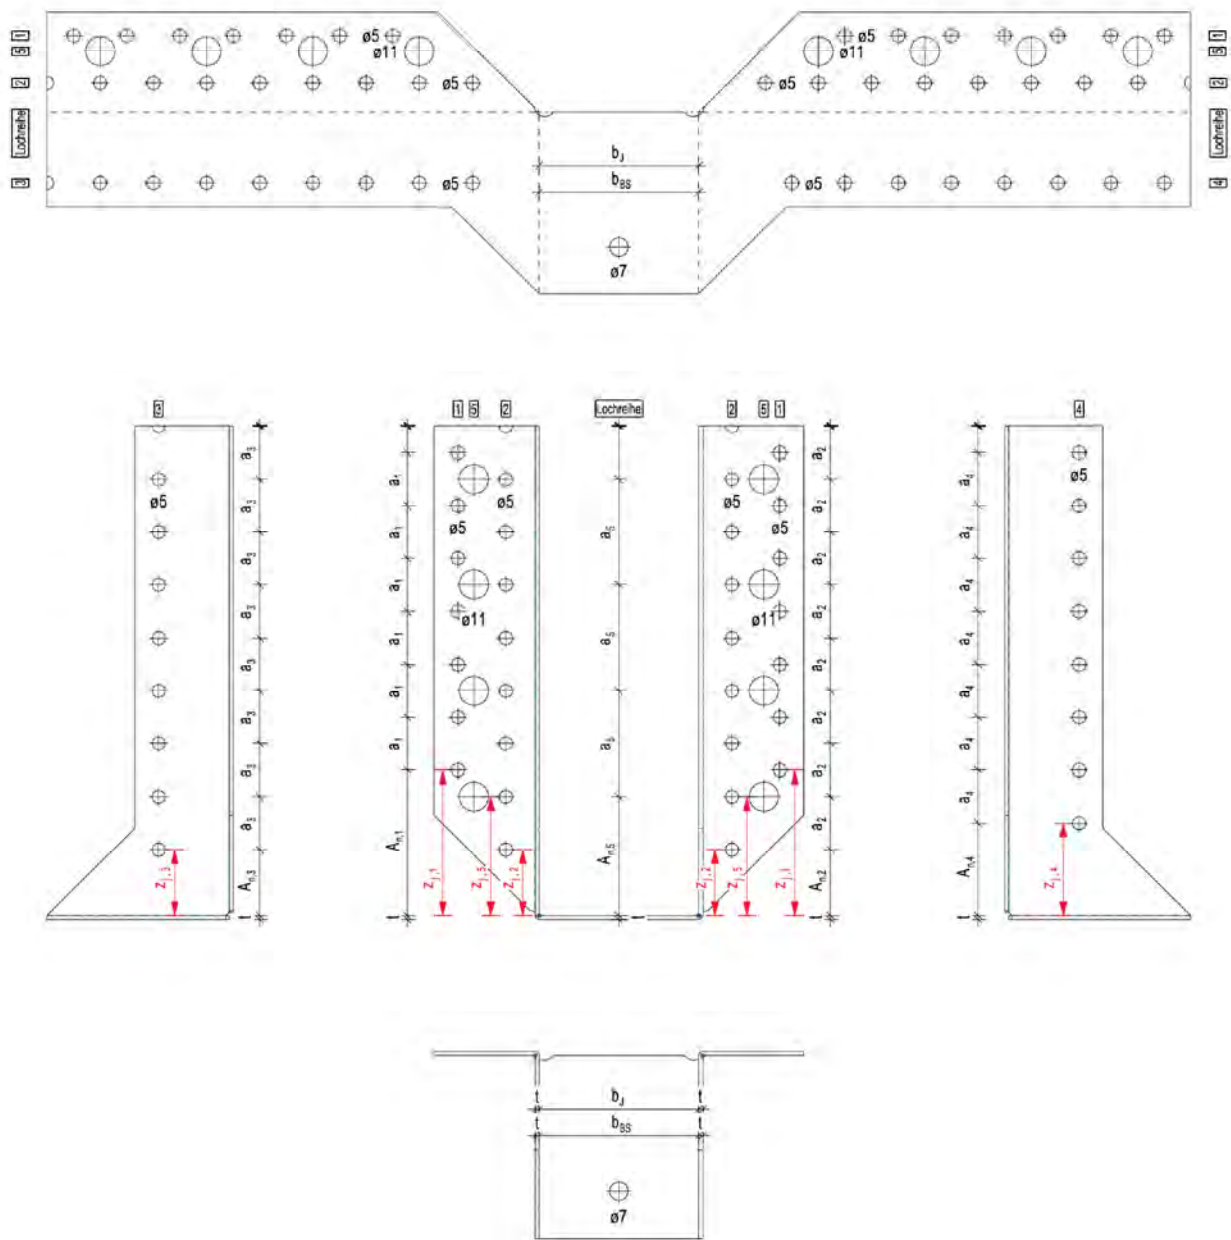 1 ø5 ø5 1
5 ø11 ø11 5
2 ø5 ø5 2
Lochreihe Lochreihe
b_J
3 ø5 ø5 4
b_BS
ø7
3 1 5 2 Lochreihe 2 5 1 4
a₃ a₁ a₅ a₂ a₄
ø5 ø5 ø5 ø5
a₃ a₁ ø5 ø5 a₂ a₄
a₃ a₁ a₂ a₄
a₃ a₁ ø11 a₅ ø11 a₂ a₄
a₃ a₁ a₂ a₄
a₃ a₁ a₅ a₂ a₄
a₃ a₂ a₄
a₃ A_n,1 a₂
A_n,3 z_j,3 z_j,1 z_j,5 z_j,2 A_n,5 z_j,2 z_j,5 z_j,1 A_n,2 A_n,4 z_j,4
t t t t t
t b_J t
t b_BS t
ø7